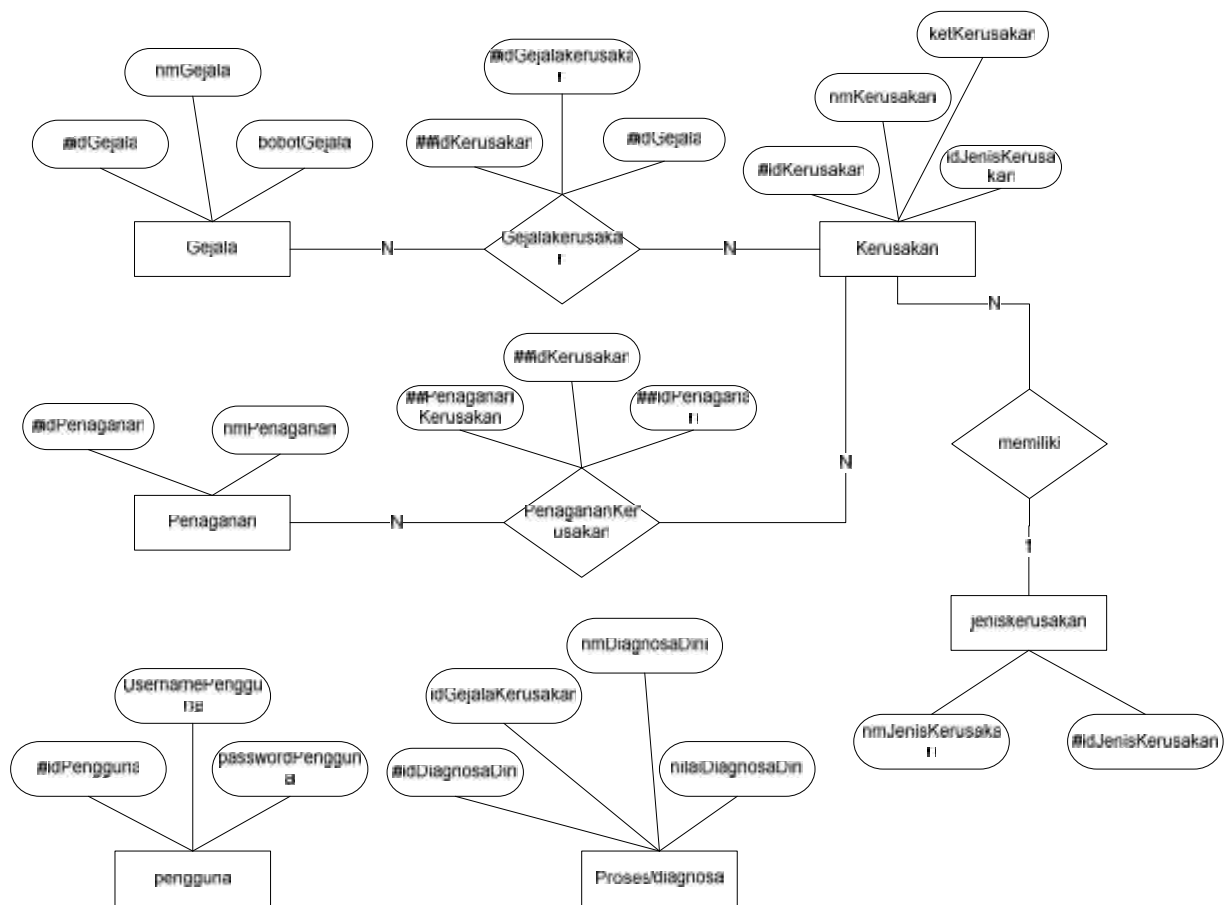 ketKerusakan
nmGejala
##idGejalakerusaka
n
nmKerusakan
#idGejala
bobotGejala
##idKerusakan
#idGejala
#idKerusakan
idJenisKerusa
kan
Gejala
N
Gejalakerusaka
n
N
Kerusakan
N
##idKerusakan
##Penaganan
Kerusakan
##idPenagana
n
#idPenaganan
nmPenaganan
memiliki
N
Penaganan
N
PenagananKer
usakan
1
jeniskerusakan
nmDiagnosaDini
UsernamePenggu
na
idGejalaKerusakan
nmJenisKerusaka
n
#idJenisKerusakan
#idPengguna
passwordPenggun
a
#idDiagnosaDini
nilaiDiagnosaDini
pengguna
Proses/diagnosa